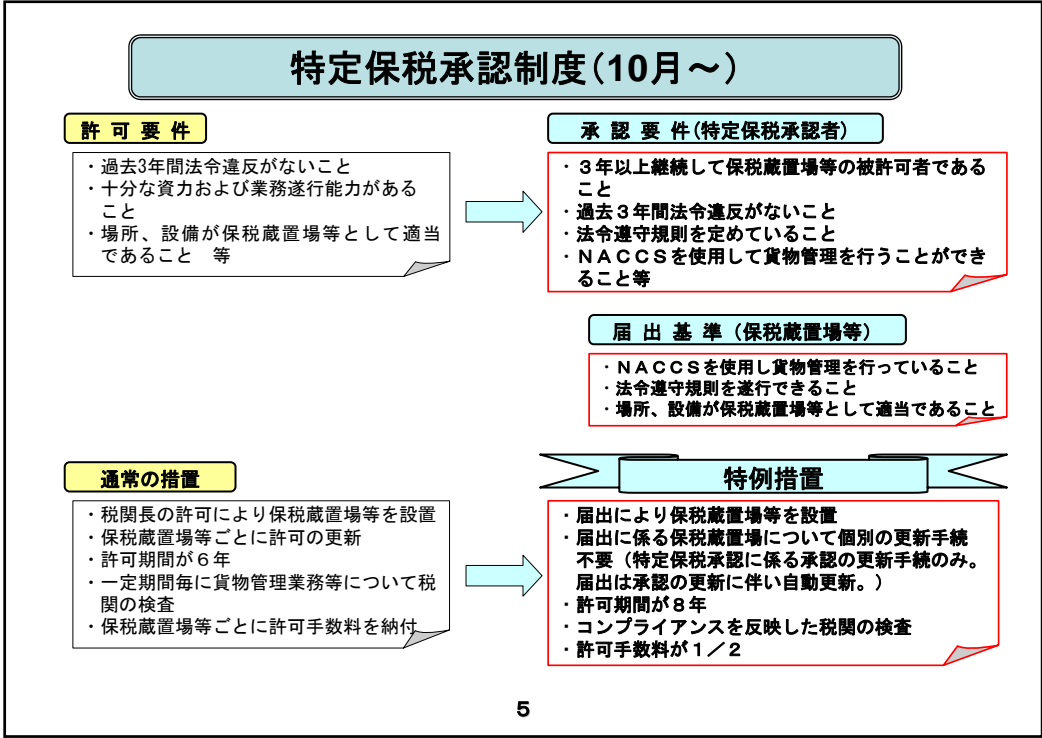 特定保税承認制度（10月～）
許 可 要 件
・過去3年間法令違反がないこと
・十分な資力および業務遂行能力がある
こと
・場所、設備が保税蔵置場等として適当
であること　等
承 認 要 件（特定保税承認者）
・３年以上継続して保税蔵置場等の被許可者である
こと
・過去３年間法令違反がないこと
・法令遵守規則を定めていること
・ＮＡＣＣＳを使用して貨物管理を行うことができ
ること等
届 出 基 準（保税蔵置場等）
・ＮＡＣＣＳを使用し貨物管理を行っていること
・法令遵守規則を遂行できること
・場所、設備が保税蔵置場等として適当であること
通常の措置
・税関長の許可により保税蔵置場等を設置
・保税蔵置場等ごとに許可の更新
・許可期間が６年
・一定期間毎に貨物管理業務等について税
関の検査
・保税蔵置場等ごとに許可手数料を納付
特例措置
・届出により保税蔵置場等を設置
・届出に係る保税蔵置場について個別の更新手続
不要（特定保税承認に係る承認の更新手続のみ。
届出は承認の更新に伴い自動更新。）
・許可期間が８年
・コンプライアンスを反映した税関の検査
・許可手数料が１／２
5